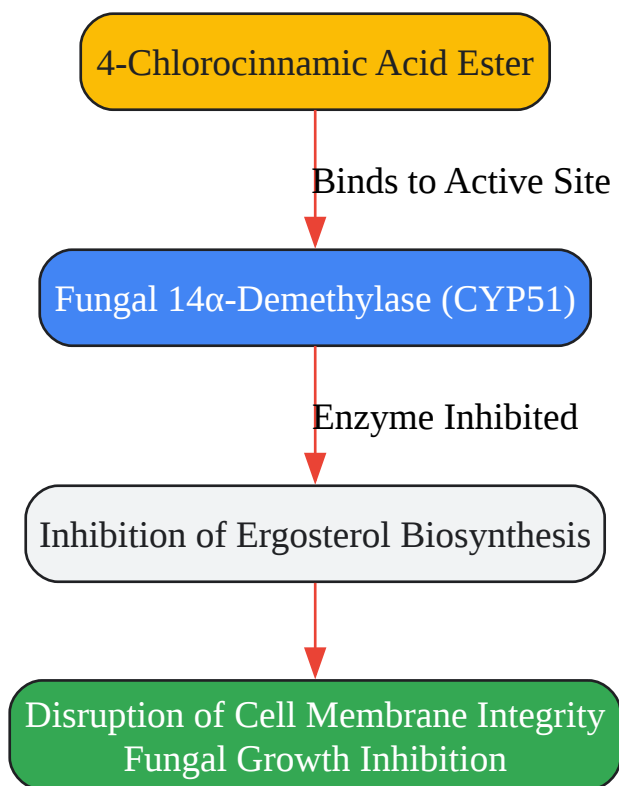 4-Chlorocinnamic Acid Ester
Binds to Active Site
Fungal 14α-Demethylase (CYP51)
Enzyme Inhibited
Inhibition of Ergosterol Biosynthesis
Disruption of Cell Membrane Integrity
Fungal Growth Inhibition